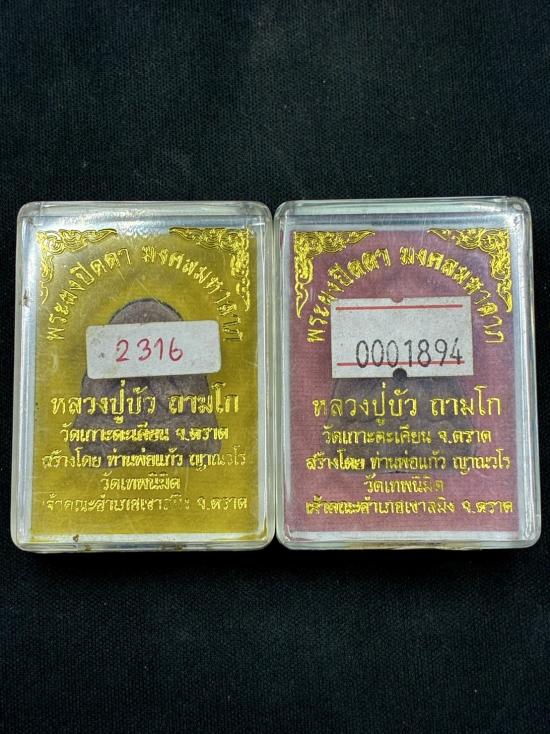 พระผงปิดตา มงคลมหาลาภ
2316
หลวงปู่บัว ถามโก
วัดเกาะตะเคียน จ.ตราด
สร้างโดย ท่านพ่อแก้ว ญาณวโร
วัดเทพนิมิต
เจ้าคณะอำเภอเขาสมิง จ.ตราด
พระผงปิดตา มงคลมหาลาภ
0001894
หลวงปู่บัว ถามโก
วัดเกาะตะเคียน จ.ตราด
สร้างโดย ท่านพ่อแก้ว ญาณวโร
วัดเทพนิมิต
เจ้าคณะอำเภอเขาสมิง จ.ตราด